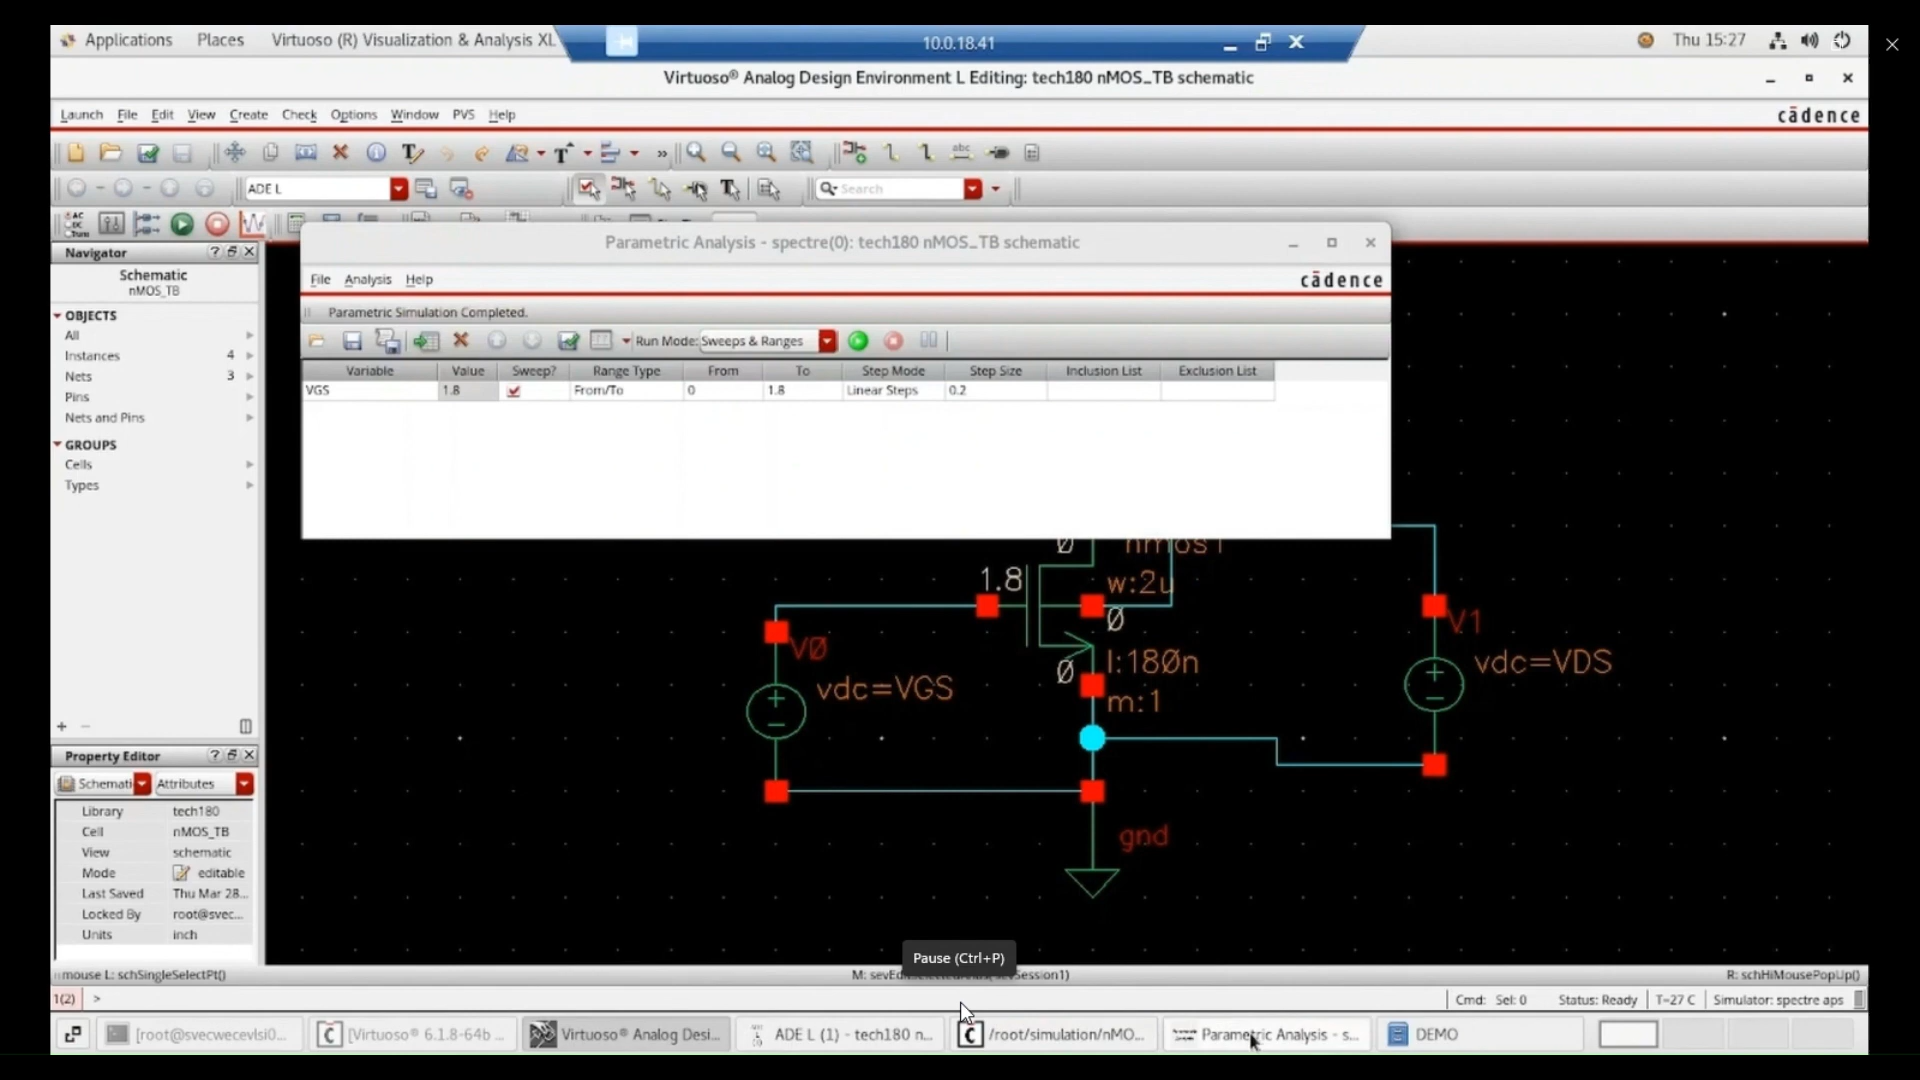 Applications Places Virtuoso (R) Visualization & Analysis XL
10.0.18.41
Thu 15:27
Virtuoso® Analog Design Environment L Editing: tech180 nMOS_TB schematic
Launch File Edit View Create Check Options Window PVS Help
cādence
ADE L
Search
Navigator
Schematic
nMOS_TB
OBJECTS
All
Instances 4
Nets 3
Pins
Nets and Pins
GROUPS
Cells
Types
Parametric Analysis - spectre(0): tech180 nMOS_TB schematic
File Analysis Help
cādence
Parametric Simulation Completed.
Run Mode: Sweeps & Ranges
Variable Value Sweep? Range Type From To Step Mode Step Size Inclusion List Exclusion List
VGS 1.8 From/To 0 1.8 Linear Steps 0.2
0 nmos1
1.8
w:2u
0
V0
V1
0
l:180n
vdc=VDS
vdc=VGS
m:1
gnd
Property Editor
Schemati Attributes
Library tech180
Cell nMOS_TB
View schematic
Mode editable
Last Saved Thu Mar 28...
Locked By root@svec...
Units inch
Pause (Ctrl+P)
mouse L: schSingleSelectPt()
R: schHiMousePopUp()
1(2) >
Cmd: Sel: 0 Status: Ready T=27 C Simulator: spectre aps
[root@svecwecevlsi0... [Virtuoso® 6.1.8-64b ... Virtuoso® Analog Desi... ADE L (1) - tech180 n... /root/simulation/nMO... Parametric Analysis - s... DEMO